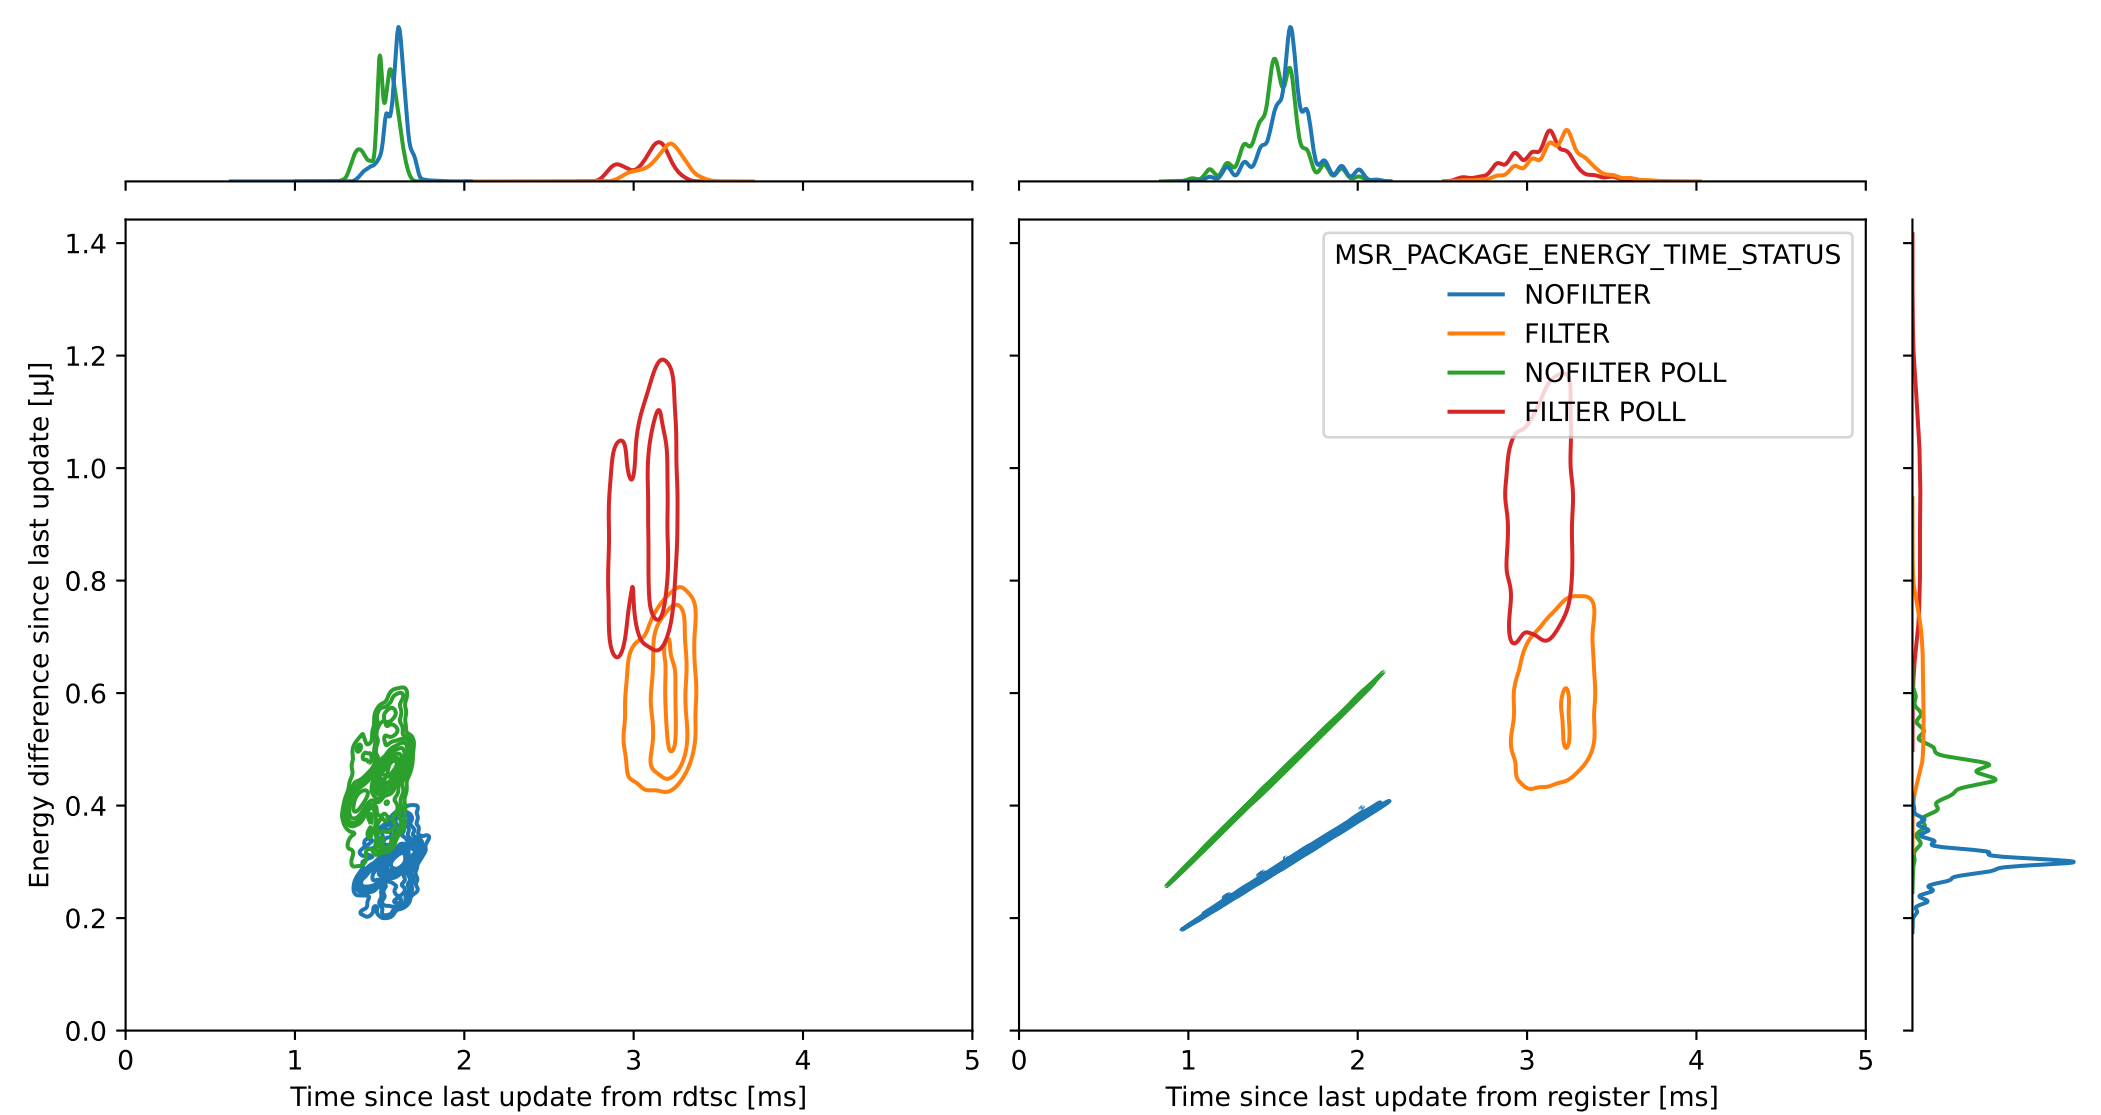 1.4
1.2
1.0
0.8
0.6
0.4
0.2
0.0
Energy difference since last update [µJ]
0 1 2 3 4 5
Time since last update from rdtsc [ms]
MSR_PACKAGE_ENERGY_TIME_STATUS
NOFILTER
FILTER
NOFILTER POLL
FILTER POLL
0 1 2 3 4 5
Time since last update from register [ms]